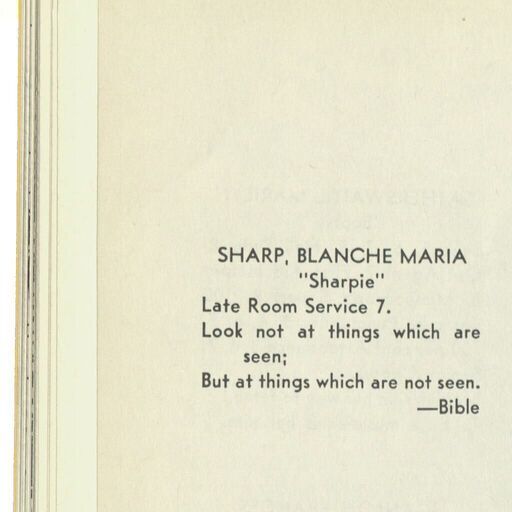 SHARP, BLANCHE MARIA
"Sharpie"
Late Room Service 7.
Look not at things which are
seen;
But at things which are not seen.
—Bible